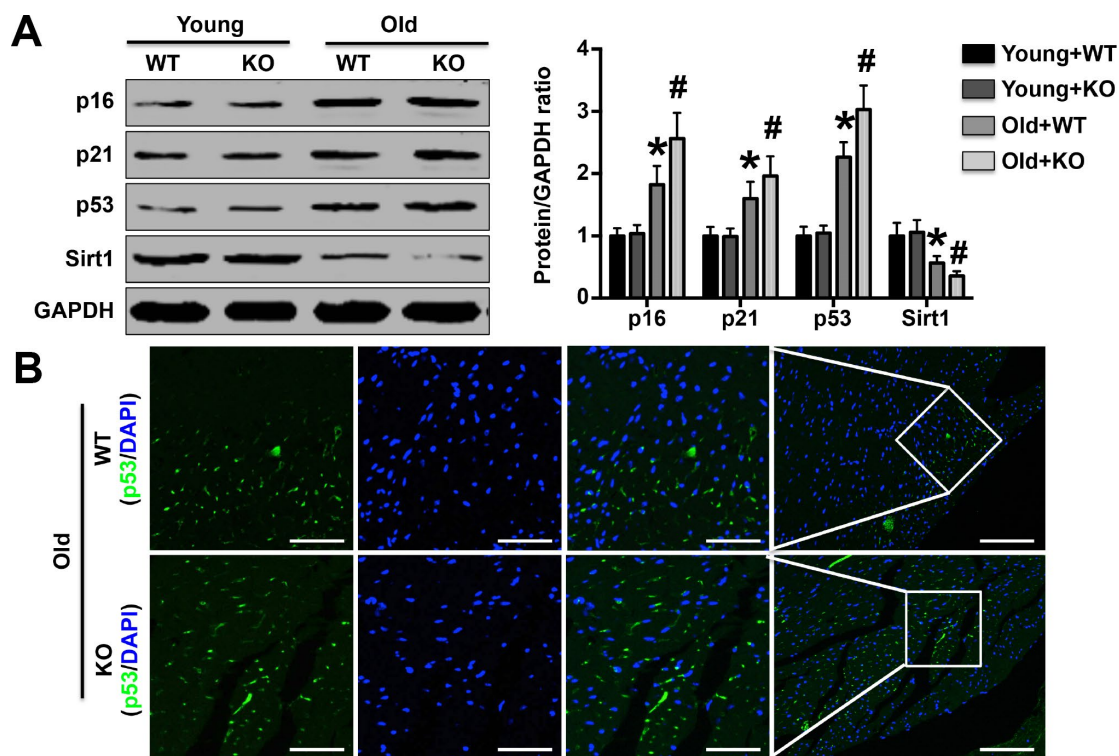 A
Young
Old
WT
KO
WT
KO
p16
p21
p53
Sirt1
GAPDH
Protein/GAPDH ratio
4
3
2
1
0
* #
* #
* #
* #
p16
p21
p53
Sirt1
Young+WT
Young+KO
Old+WT
Old+KO
B
Old
WT
(p53/DAPI)
KO
(p53/DAPI)